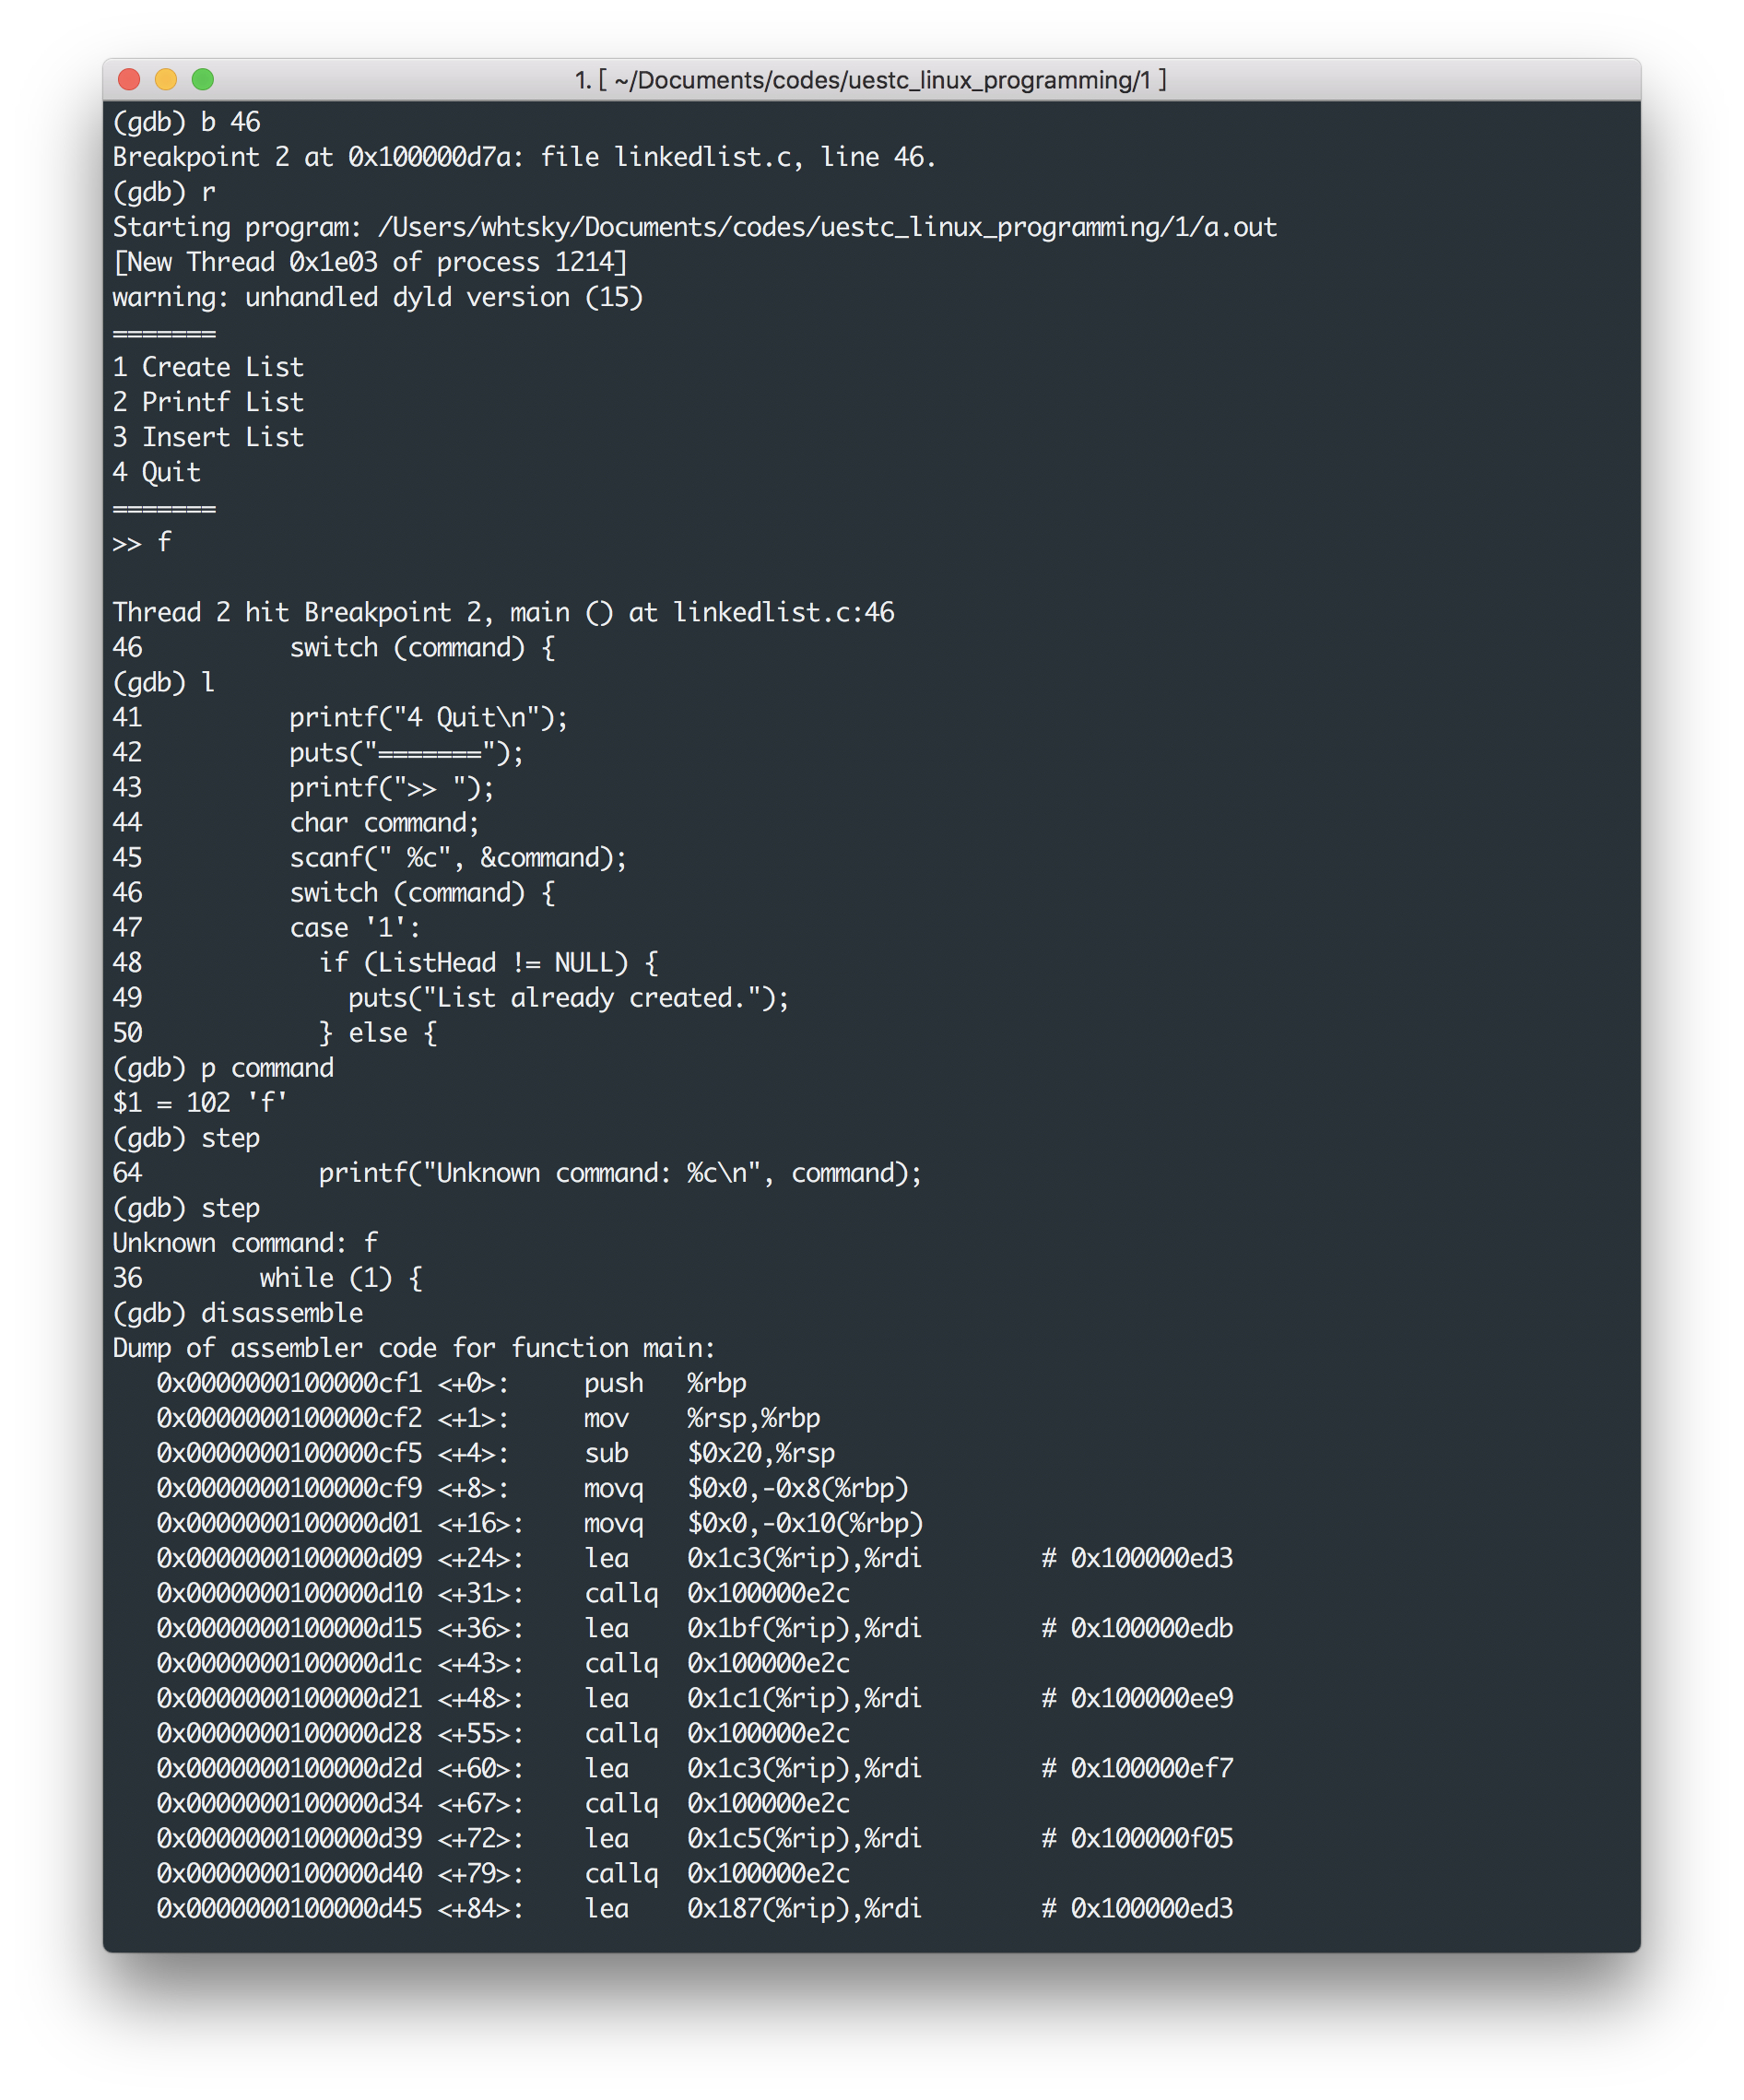 1. [ ~/Documents/codes/uestc_linux_programming/1 ]
(gdb) b 46
Breakpoint 2 at 0x100000d7a: file linkedlist.c, line 46.
(gdb) r
Starting program: /Users/whtsky/Documents/codes/uestc_linux_programming/1/a.out
[New Thread 0x1e03 of process 1214]
warning: unhandled dyld version (15)
=======
1 Create List
2 Printf List
3 Insert List
4 Quit
=======
>> f
Thread 2 hit Breakpoint 2, main () at linkedlist.c:46
46          switch (command) {
(gdb) l
41          printf("4 Quit\n");
42          puts("=======");
43          printf(">> ");
44          char command;
45          scanf(" %c", &command);
46          switch (command) {
47          case '1':
48            if (ListHead != NULL) {
49              puts("List already created.");
50            } else {
(gdb) p command
$1 = 102 'f'
(gdb) step
64            printf("Unknown command: %c\n", command);
(gdb) step
Unknown command: f
36        while (1) {
(gdb) disassemble
Dump of assembler code for function main:
   0x0000000100000cf1 <+0>:     push   %rbp
   0x0000000100000cf2 <+1>:     mov    %rsp,%rbp
   0x0000000100000cf5 <+4>:     sub    $0x20,%rsp
   0x0000000100000cf9 <+8>:     movq   $0x0,-0x8(%rbp)
   0x0000000100000d01 <+16>:    movq   $0x0,-0x10(%rbp)
   0x0000000100000d09 <+24>:    lea    0x1c3(%rip),%rdi        # 0x100000ed3
   0x0000000100000d10 <+31>:    callq  0x100000e2c
   0x0000000100000d15 <+36>:    lea    0x1bf(%rip),%rdi        # 0x100000edb
   0x0000000100000d1c <+43>:    callq  0x100000e2c
   0x0000000100000d21 <+48>:    lea    0x1c1(%rip),%rdi        # 0x100000ee9
   0x0000000100000d28 <+55>:    callq  0x100000e2c
   0x0000000100000d2d <+60>:    lea    0x1c3(%rip),%rdi        # 0x100000ef7
   0x0000000100000d34 <+67>:    callq  0x100000e2c
   0x0000000100000d39 <+72>:    lea    0x1c5(%rip),%rdi        # 0x100000f05
   0x0000000100000d40 <+79>:    callq  0x100000e2c
   0x0000000100000d45 <+84>:    lea    0x187(%rip),%rdi        # 0x100000ed3